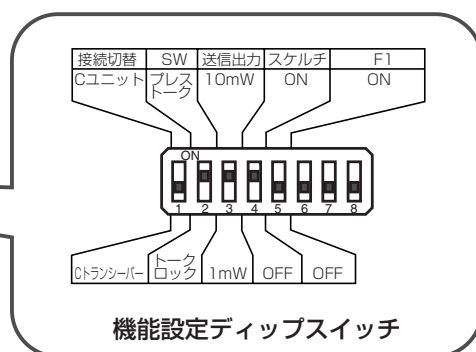 接続切替 SW 送信出力 スケルチ F1
Cユニット プレス
トーク 10mW ON ON
ON
1 2 3 4 5 6 7 8
Cトランシーバー トーク
ロック 1mW OFF OFF
機能設定ディップスイッチ